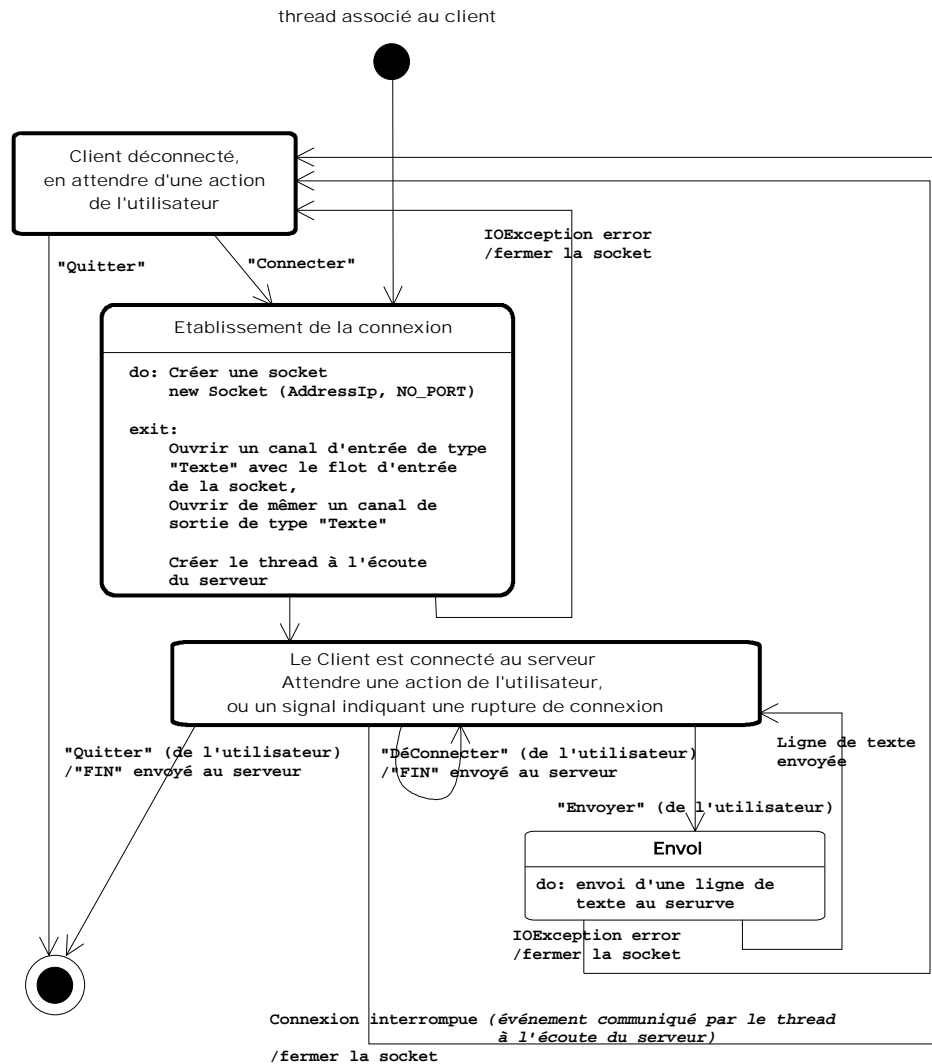 thread associé au client
Client déconnecté,
en attendre d'une action
de l'utilisateur
IOException error
/fermer la socket
"Quitter"
"Connecter"
Etablissement de la connexion
do: Créer une socket
new Socket (AddressIp, NO_PORT)
exit:
Ouvrir un canal d'entrée de type
"Texte" avec le flot d'entrée
de la socket,
Ouvrir de mêmer un canal de
sortie de type "Texte"
Créer le thread à l'écoute
du serveur
Le Client est connecté au serveur
Attendre une action de l'utilisateur,
ou un signal indiquant une rupture de connexion
"Quitter" (de l'utilisateur)
/"FIN" envoyé au serveur
"DéConnecter" (de l'utilisateur)
/"FIN" envoyé au serveur
Ligne de texte
envoyée
"Envoyer" (de l'utilisateur)
Envoi
do: envoi d'une ligne de
texte au serurve
IOException error
/fermer la socket
Connexion interrompue (événement communiqué par le thread
à l'écoute du serveur)
/fermer la socket